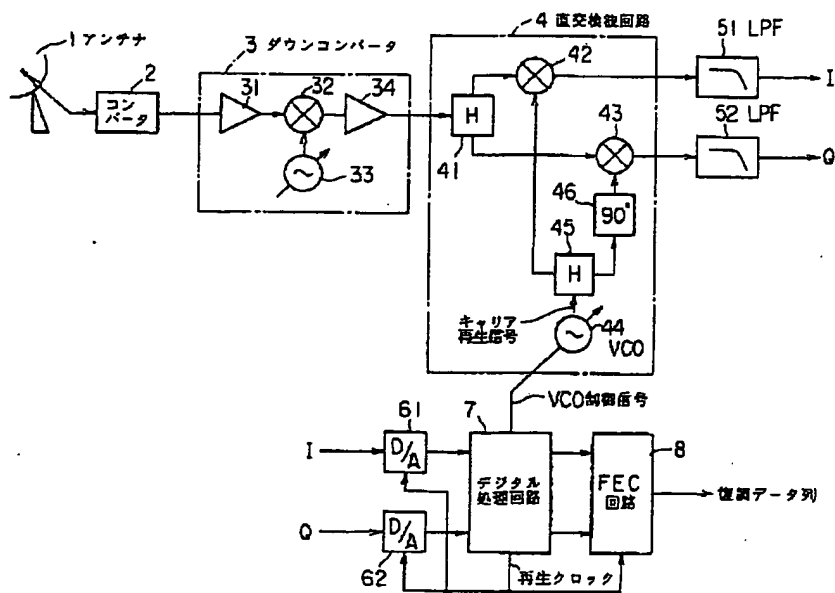 1 アンテナ
2
コン
バータ
3 ダウンコンバータ
31
32
34
33
4 直交検波回路
42
H
41
43
46
90°
45
H
キャリア
再生信号
44
VCO
51 LPF
I
52 LPF
Q
VCO制御信号
I
61
D/A
Q
D/A
62
7
デジタル
処理回路
再生クロック
8
FEC
回路
復調データ列